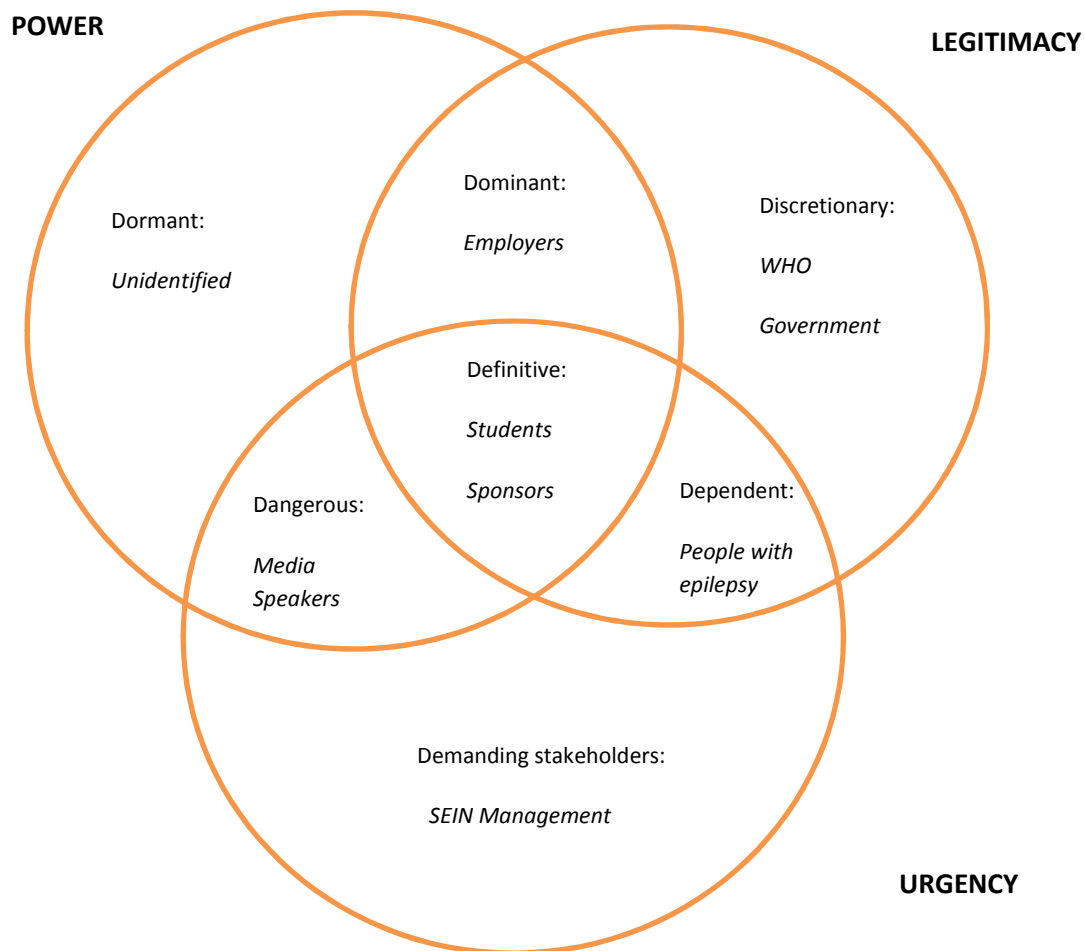 POWER
LEGITIMACY
Dormant:
Unidentified
Dominant:
Employers
Discretionary:
WHO
Government
Definitive:
Students
Sponsors
Dangerous:
Media
Speakers
Dependent:
People with
epilepsy
Demanding stakeholders:
SEIN Management
URGENCY